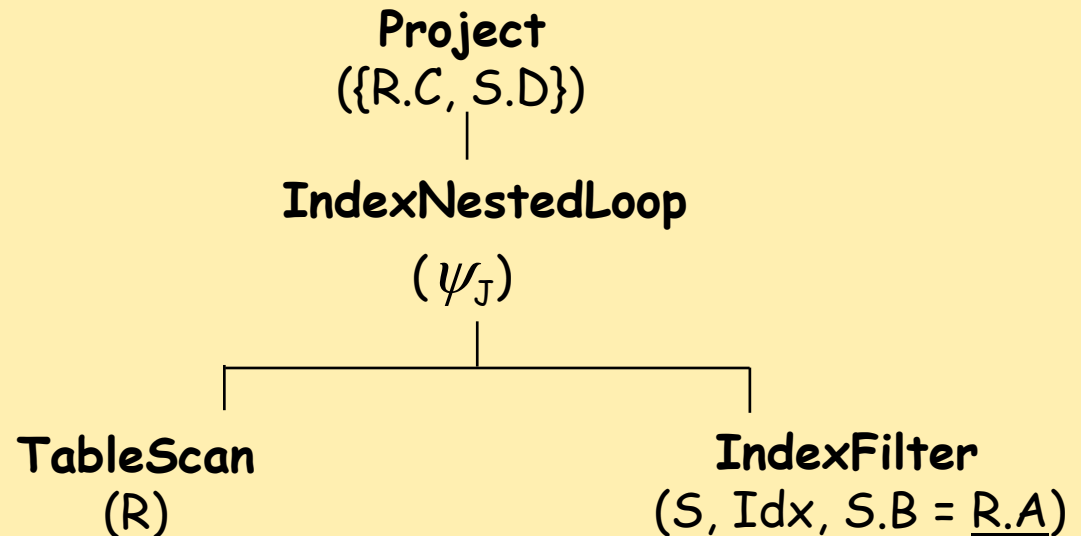 Project
({R.C, S.D})
IndexNestedLoop
(ψJ)
TableScan
(R)
IndexFilter
(S, Idx, S.B = R.A)